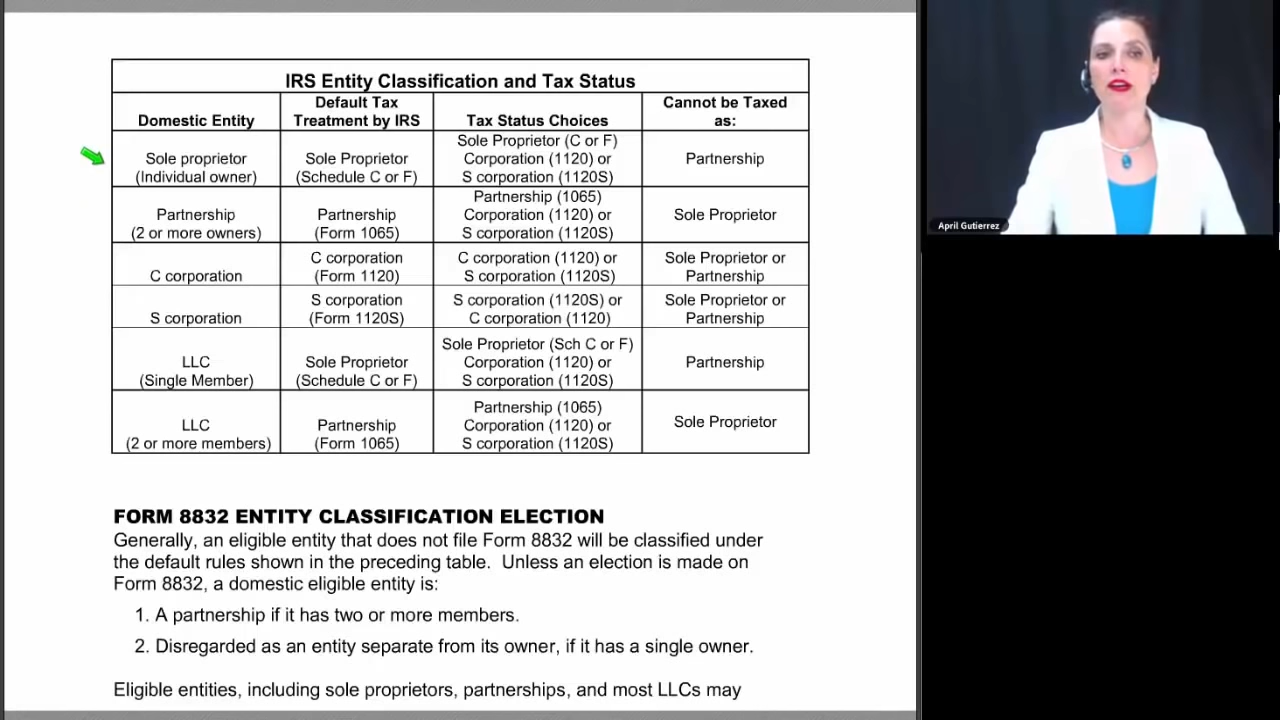 IRS Entity Classification and Tax Status
Domestic Entity
Default Tax
Treatment by IRS
Tax Status Choices
Cannot be Taxed
as:
Sole proprietor
(Individual owner)
Sole Proprietor
(Schedule C or F)
Sole Proprietor (C or F)
Corporation (1120) or
S corporation (1120S)
Partnership
Partnership
(2 or more owners)
Partnership
(Form 1065)
Partnership (1065)
Corporation (1120) or
S corporation (1120S)
Sole Proprietor
C corporation
C corporation
(Form 1120)
C corporation (1120) or
S corporation (1120S)
Sole Proprietor or
Partnership
S corporation
S corporation
(Form 1120S)
S corporation (1120S) or
C corporation (1120)
Sole Proprietor or
Partnership
LLC
(Single Member)
Sole Proprietor
(Schedule C or F)
Sole Proprietor (Sch C or F)
Corporation (1120) or
S corporation (1120S)
Partnership
LLC
(2 or more members)
Partnership
(Form 1065)
Partnership (1065)
Corporation (1120) or
S corporation (1120S)
Sole Proprietor
FORM 8832 ENTITY CLASSIFICATION ELECTION
Generally, an eligible entity that does not file Form 8832 will be classified under
the default rules shown in the preceding table.  Unless an election is made on
Form 8832, a domestic eligible entity is:
1. A partnership if it has two or more members.
2. Disregarded as an entity separate from its owner, if it has a single owner.
Eligible entities, including sole proprietors, partnerships, and most LLCs may
April Gutierrez